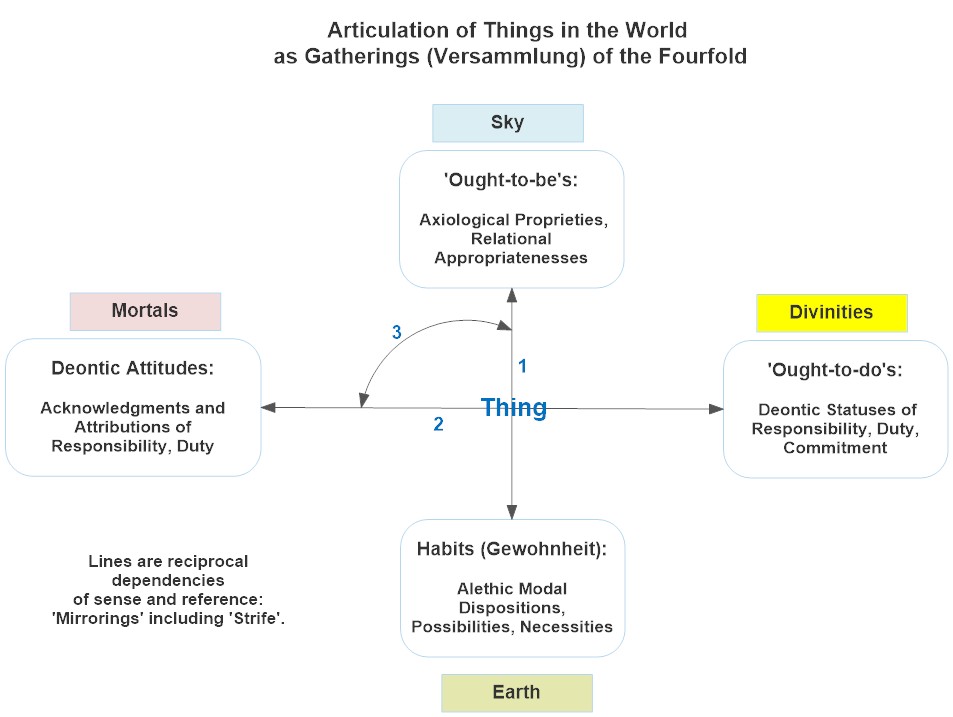 Articulation of Things in the World
as Gatherings (Versammlung) of the Fourfold
Sky
'Ought-to-be's:
Axiological Proprieties,
Relational
Appropriatenesses
Mortals
Deontic Attitudes:
Acknowledgments and
Attributions of
Responsibility, Duty
3
1
Thing
2
Divinities
'Ought-to-do's:
Deontic Statuses of
Responsibility, Duty,
Commitment
Habits (Gewohnheit):
Alethic Modal
Dispositions,
Possibilities, Necessities
Earth
Lines are reciprocal
dependencies
of sense and reference:
'Mirrorings' including 'Strife'.